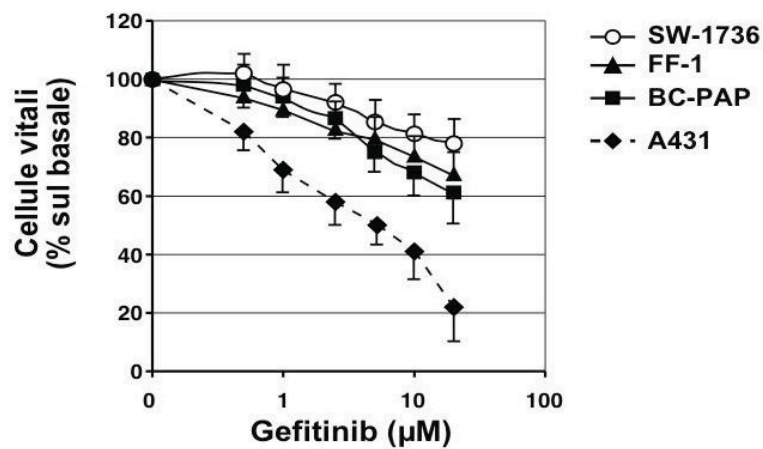 120
100
80
60
40
20
0
Cellule vitali
(% sul basale)
0 1 10 100
Gefitinib (µM)
SW-1736
FF-1
BC-PAP
A431